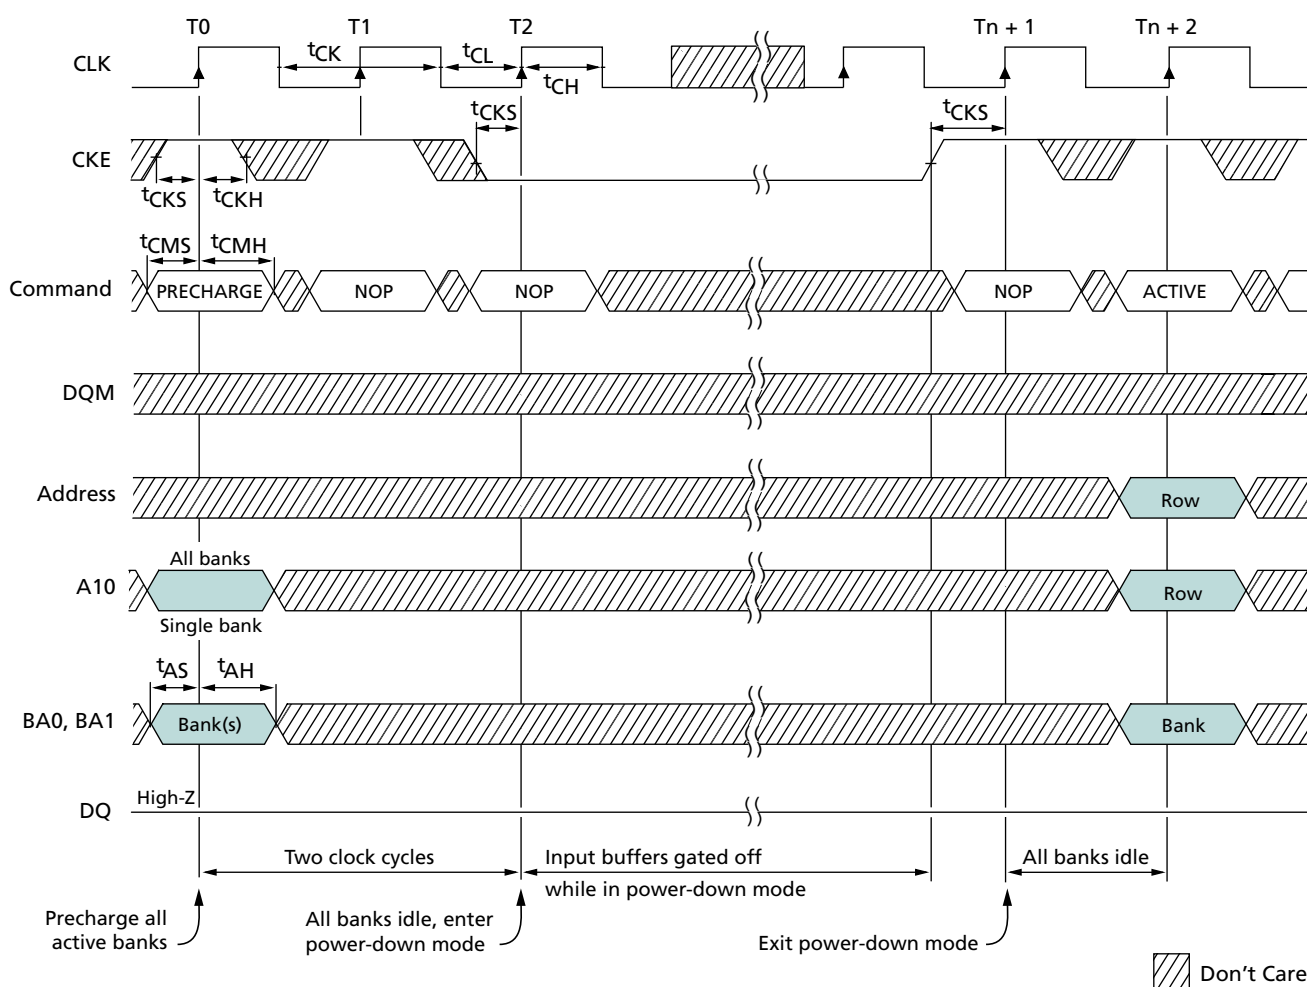 T0 T1 T2 Tn + 1 Tn + 2
CLK tCK tCL tCH
tCKS tCKS
CKE
tCKS tCKH
tCMS tCMH
Command PRECHARGE NOP NOP NOP ACTIVE
DQM
Address Row
All banks
A10 Row
Single bank
tAS tAH
BA0, BA1 Bank(s) Bank
High-Z
DQ
Two clock cycles Input buffers gated off All banks idle
while in power-down mode
Precharge all All banks idle, enter
active banks power-down mode Exit power-down mode
Don't Care